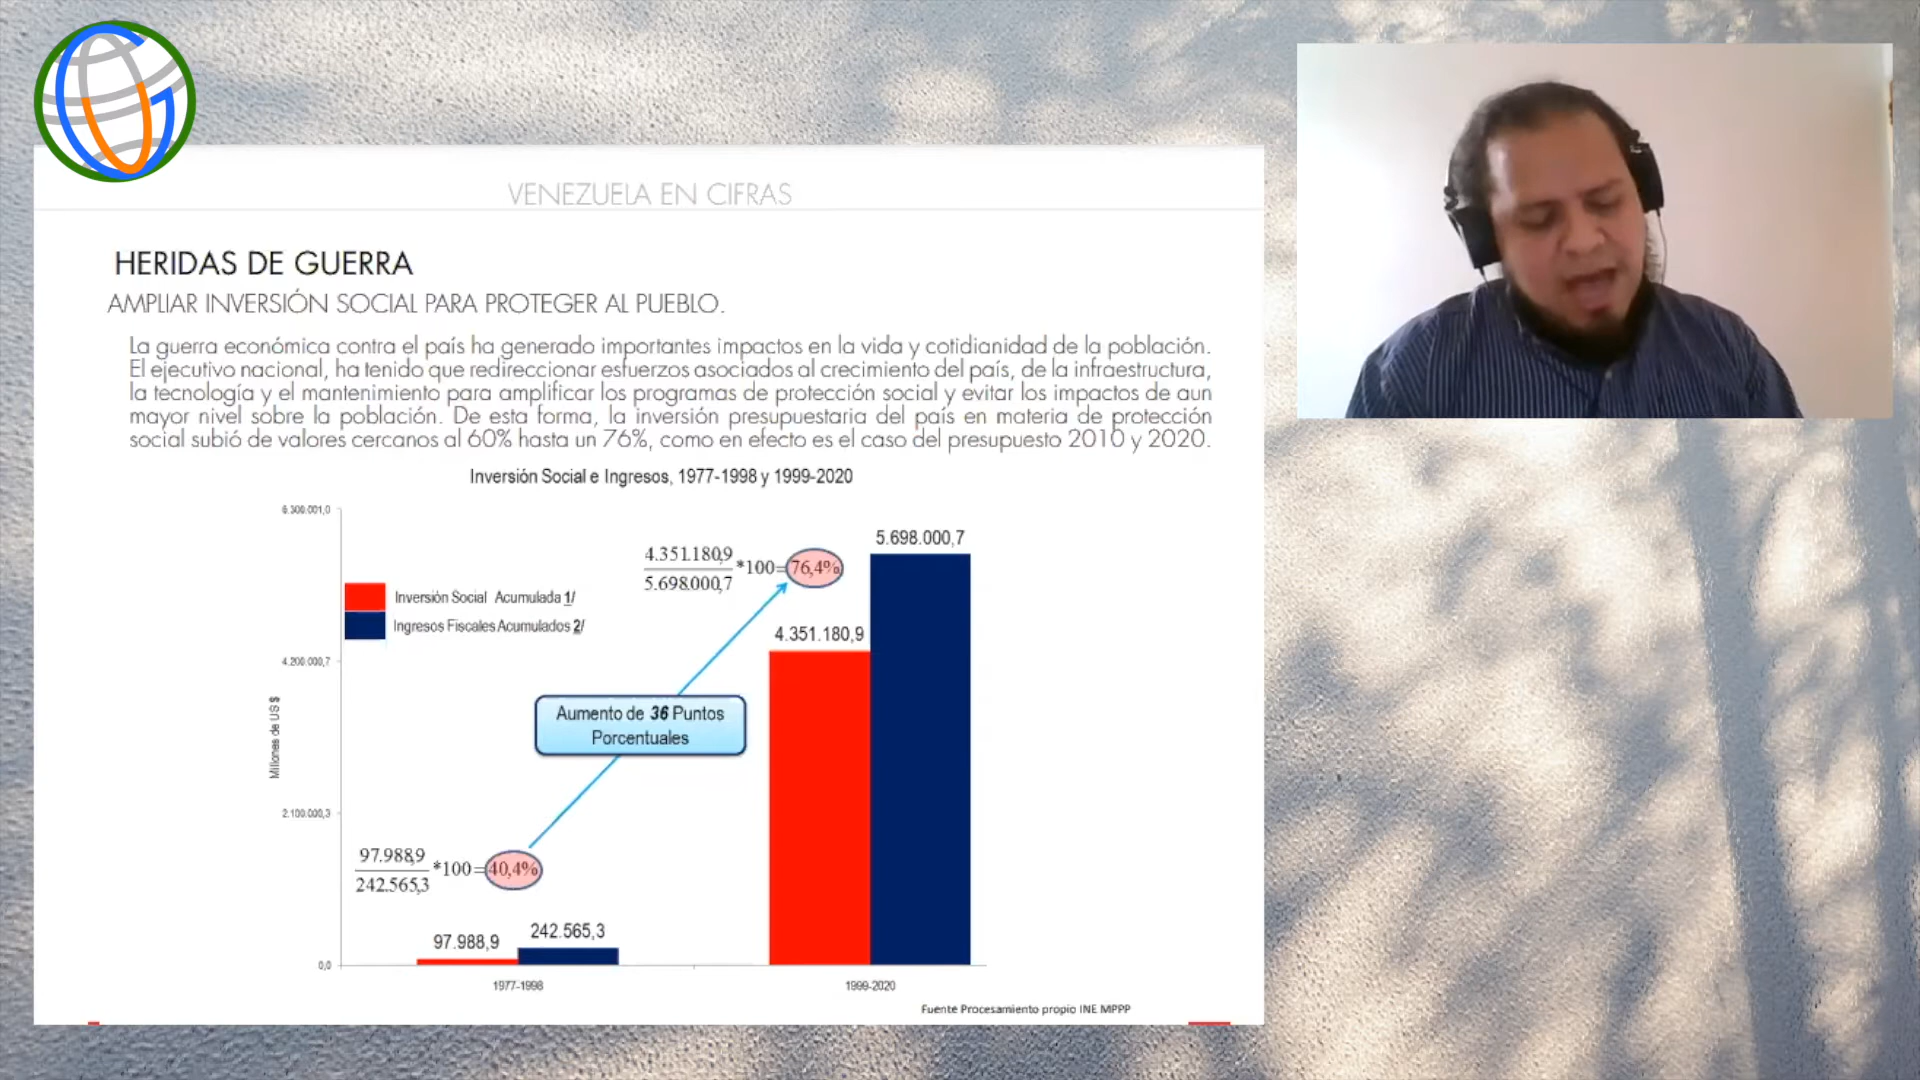 VENEZUELA EN CIFRAS
HERIDAS DE GUERRA
AMPLIAR INVERSIÓN SOCIAL PARA PROTEGER AL PUEBLO.
La guerra económica contra el país ha generado importantes impactos en la vida y cotidianidad de la población.
El ejecutivo nacional, ha tenido que redireccionar esfuerzos asociados al crecimiento del país, de la infraestructura,
la tecnología y el mantenimiento para amplificar los programas de protección social y evitar los impactos de aun
mayor nivel sobre la población. De esta forma, la inversión presupuestaria del país en materia de protección
social subió de valores cercanos al 60% hasta un 76%, como en efecto es el caso del presupuesto 2010 y 2020.
Inversión Social e Ingresos, 1977-1998 y 1999-2020
6.300.001,0
5.698.000,7
4.351.180,9
5.698.000,7
*100=
76,4%
Inversión Social Acumulada 1/
Ingresos Fiscales Acumulados 2/
4.351.180,9
4.200.000,7
Millones de US $
Aumento de 36 Puntos
Porcentuales
2.100.000,3
97.988,9
242.565,3
*100=
40,4%
97.988,9
242.565,3
0,0
1977-1998
1999-2020
Fuente Procesamiento propio INE MPPP